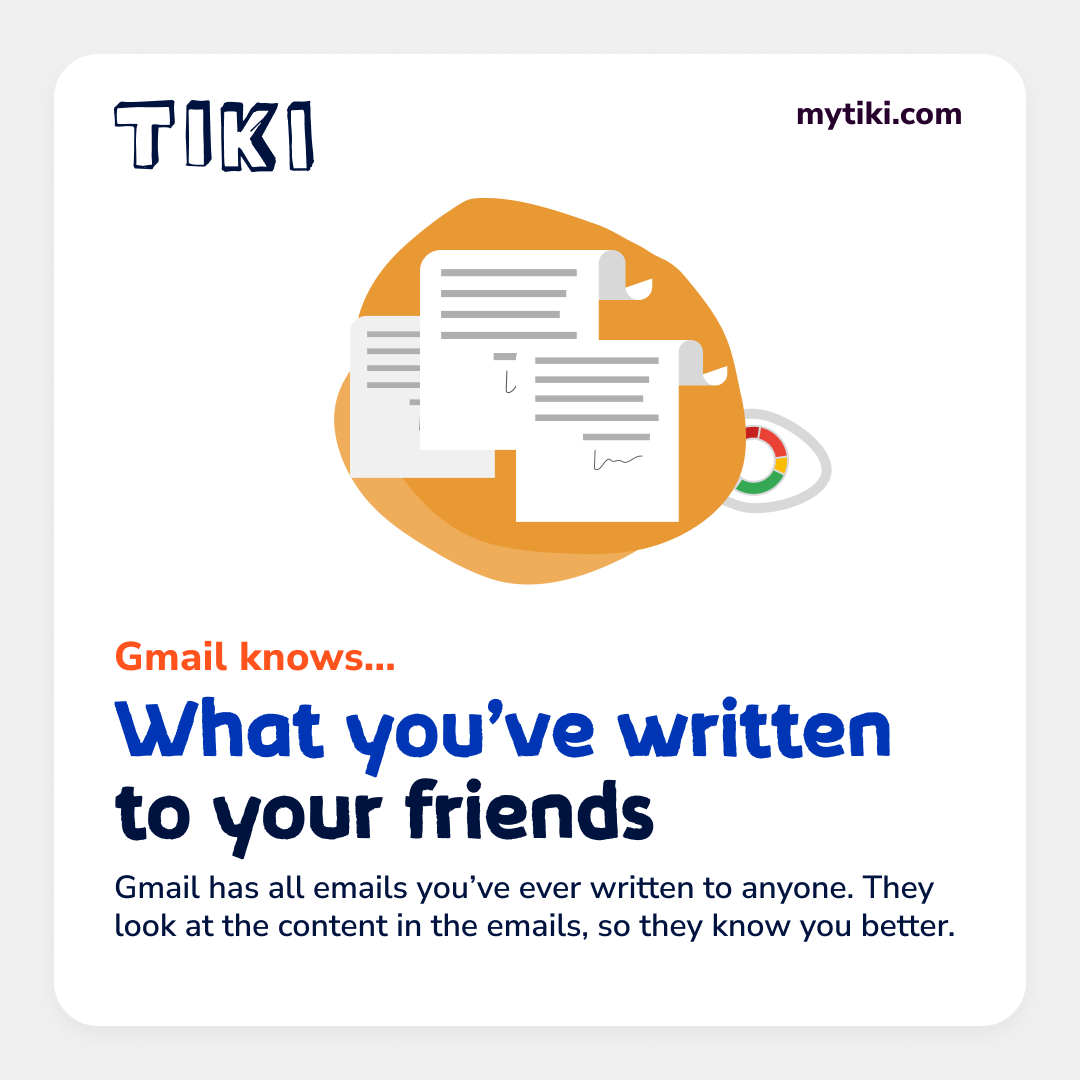 TIKI
mytiki.com
Gmail knows...
What you’ve written
to your friends
Gmail has all emails you’ve ever written to anyone. They
look at the content in the emails, so they know you better.